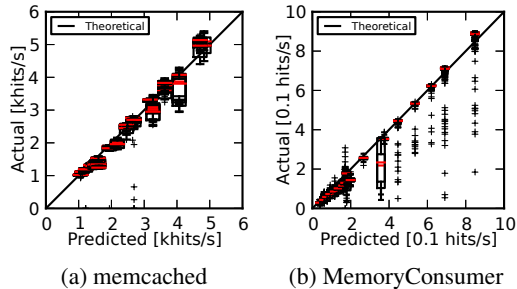 6
5
4
3
2
1
0
Actual [khits/s]
Theoretical
0 1 2 3 4 5 6
Predicted [khits/s]
(a) memcached
10
8
6
4
2
0
Actual [0.1 hits/s]
Theoretical
0 2 4 6 8 10
Predicted [0.1 hits/s]
(b) MemoryConsumer